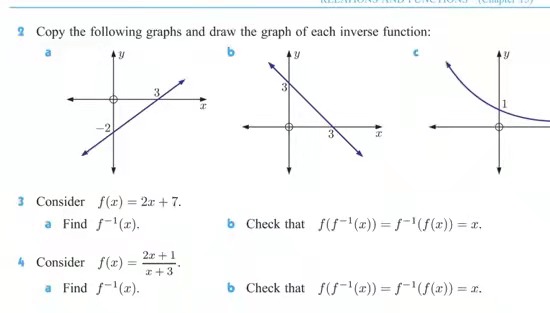 RELATIONS AND FUNCTIONS (Chapter 15)
2 Copy the following graphs and draw the graph of each inverse function:
a b c
y y y
3 3 1
x x
−2 3
3 Consider f(x) = 2x + 7.
a Find f⁻¹(x). b Check that f(f⁻¹(x)) = f⁻¹(f(x)) = x.
4 Consider f(x) = (2x + 1)/(x + 3).
a Find f⁻¹(x). b Check that f(f⁻¹(x)) = f⁻¹(f(x)) = x.